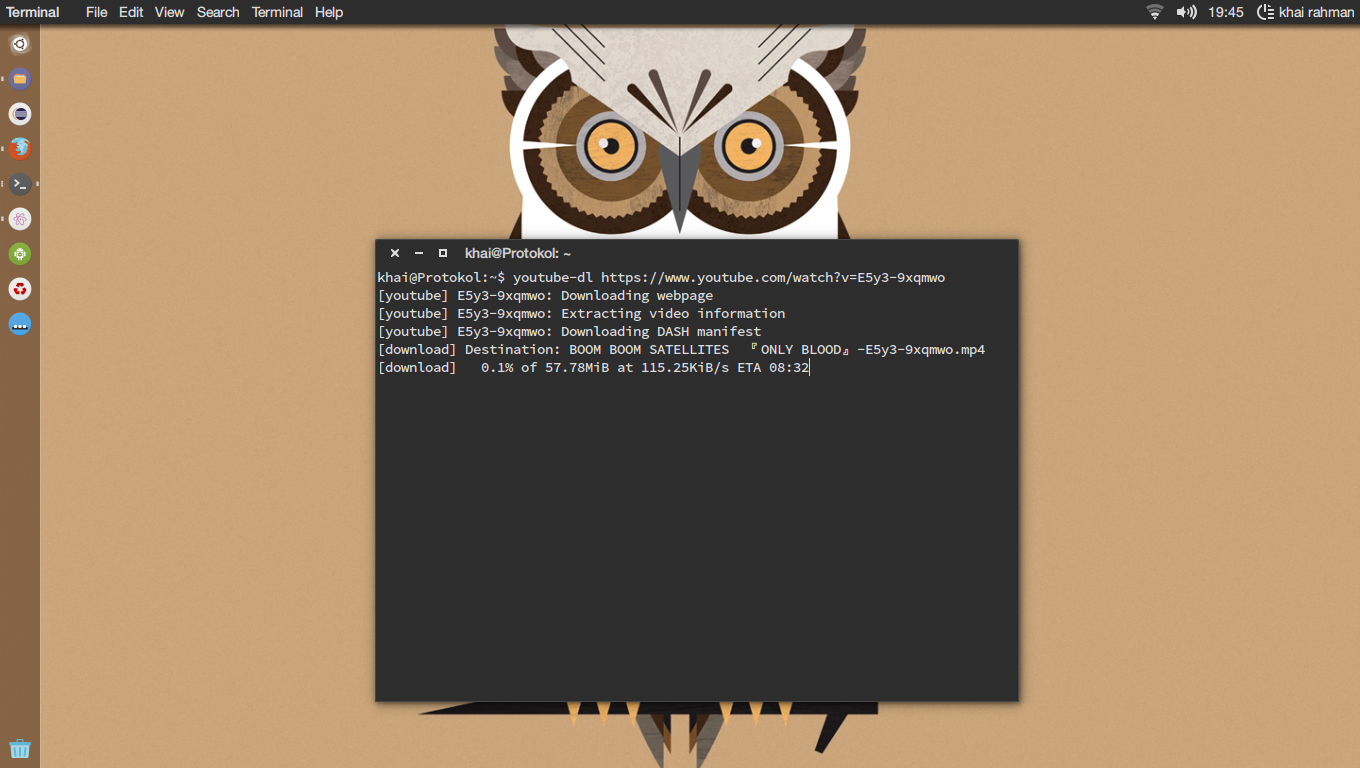 Terminal File Edit View Search Terminal Help 19:45 khai rahman
khai@Protokol: ~
khai@Protokol:~$ youtube-dl https://www.youtube.com/watch?v=E5y3-9xqmwo
[youtube] E5y3-9xqmwo: Downloading webpage
[youtube] E5y3-9xqmwo: Extracting video information
[youtube] E5y3-9xqmwo: Downloading DASH manifest
[download] Destination: BOOM BOOM SATELLITES 『ONLY BLOOD』-E5y3-9xqmwo.mp4
[download] 0.1% of 57.78MiB at 115.25KiB/s ETA 08:32